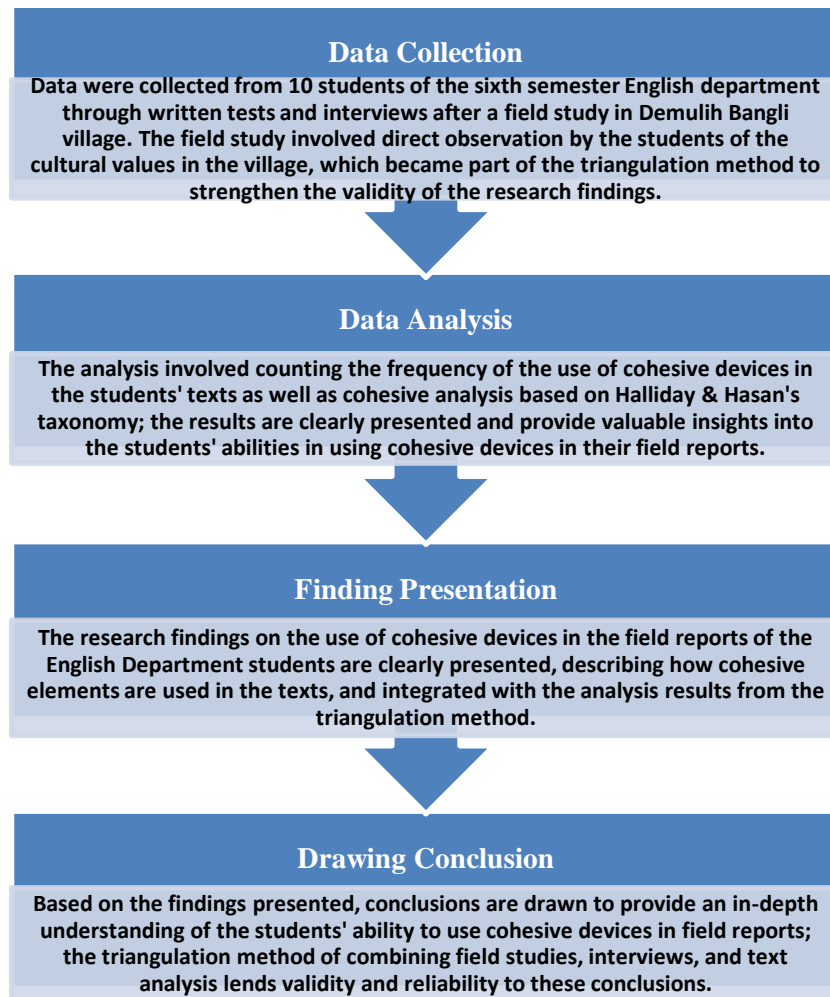 Data Collection
Data were collected from 10 students of the sixth semester English department
through written tests and interviews after a field study in Demulih Bangli
village. The field study involved direct observation by the students of the
cultural values in the village, which became part of the triangulation method to
strengthen the validity of the research findings.
Data Analysis
The analysis involved counting the frequency of the use of cohesive devices in
the students' texts as well as cohesive analysis based on Halliday & Hasan's
taxonomy; the results are clearly presented and provide valuable insights into
the students' abilities in using cohesive devices in their field reports.
Finding Presentation
The research findings on the use of cohesive devices in the field reports of the
English Department students are clearly presented, describing how cohesive
elements are used in the texts, and integrated with the analysis results from the
triangulation method.
Drawing Conclusion
Based on the findings presented, conclusions are drawn to provide an in-depth
understanding of the students' ability to use cohesive devices in field reports;
the triangulation method of combining field studies, interviews, and text
analysis lends validity and reliability to these conclusions.